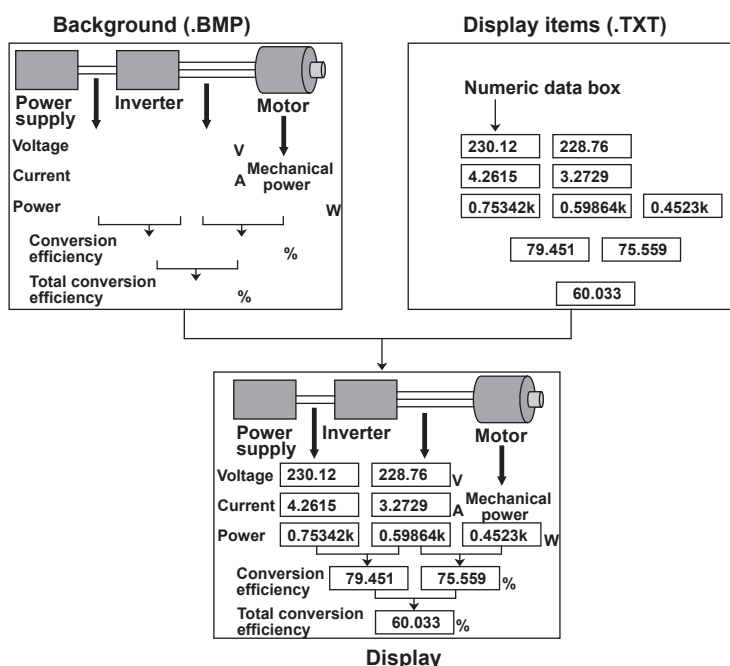 Background (.BMP)
Power supply
Inverter
Motor
Voltage
V
Current
A
Mechanical power
Power
W
Conversion efficiency
%
Total conversion efficiency
%
Display items (.TXT)
Numeric data box
230.12 228.76
4.2615 3.2729
0.75342k 0.59864k 0.4523k
79.451 75.559
60.033
Power supply
Inverter
Motor
Voltage 230.12 228.76 V
Current 4.2615 3.2729 A
Mechanical power
Power 0.75342k 0.59864k 0.4523k W
Conversion efficiency 79.451 75.559 %
Total conversion efficiency 60.033 %
Display